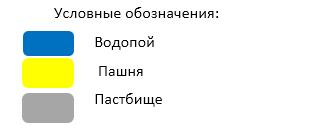 Условные обозначения:
Водопой
Пашня
Пастбище